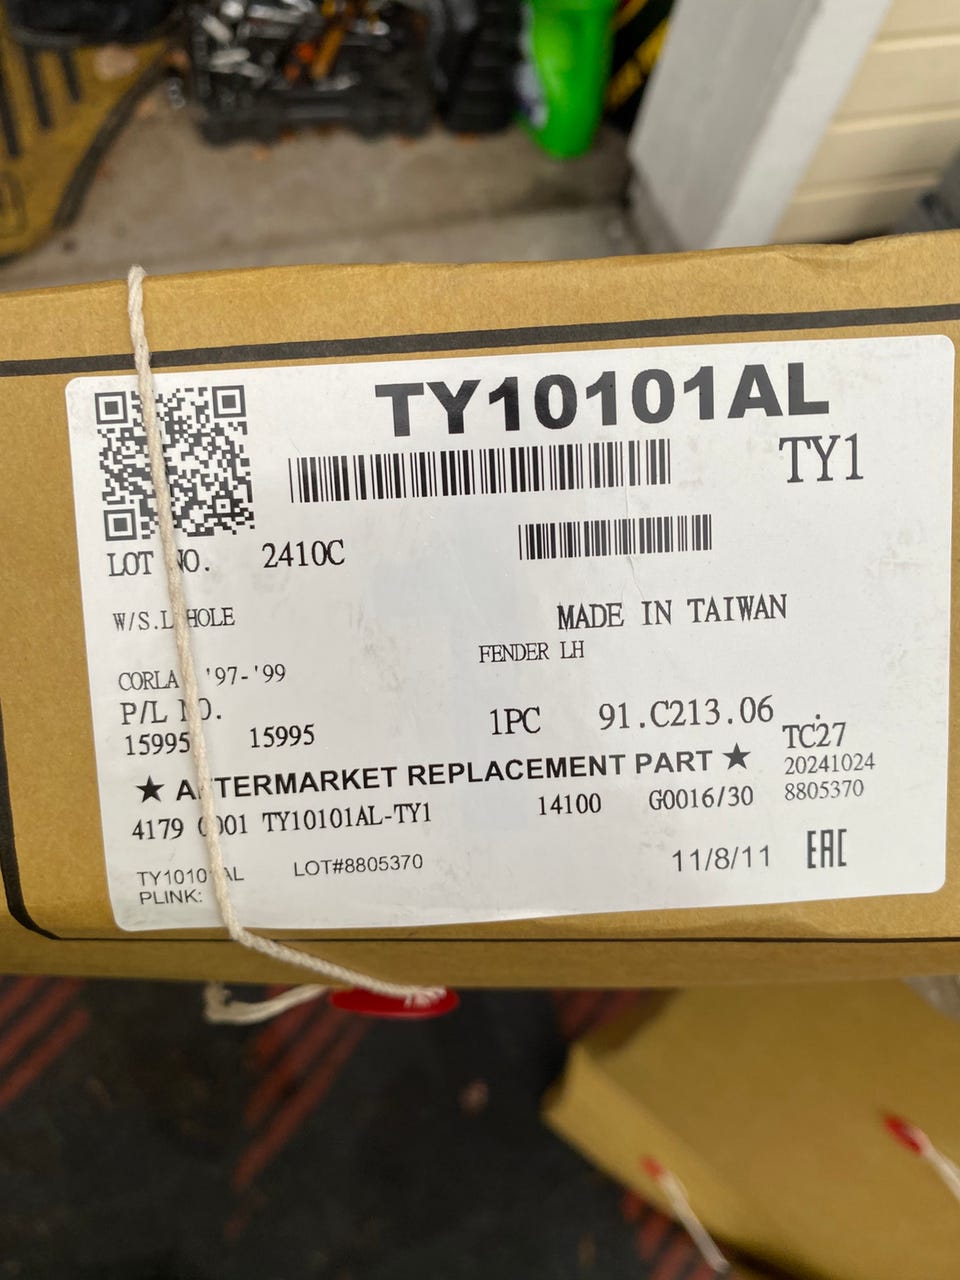 TY10101AL
TY1
LOT NO. 2410C
W/S.L HOLE
MADE IN TAIWAN
FENDER LH
CORLA '97-'99
P/L NO.
15995 15995
1PC 91.C213.06
TC27
★ AFTERMARKET REPLACEMENT PART ★
20241024
4179 0001 TY10101AL-TY1 14100 G0016/30 8805370
TY10101AL LOT#8805370 11/8/11 EAC
PLINK: